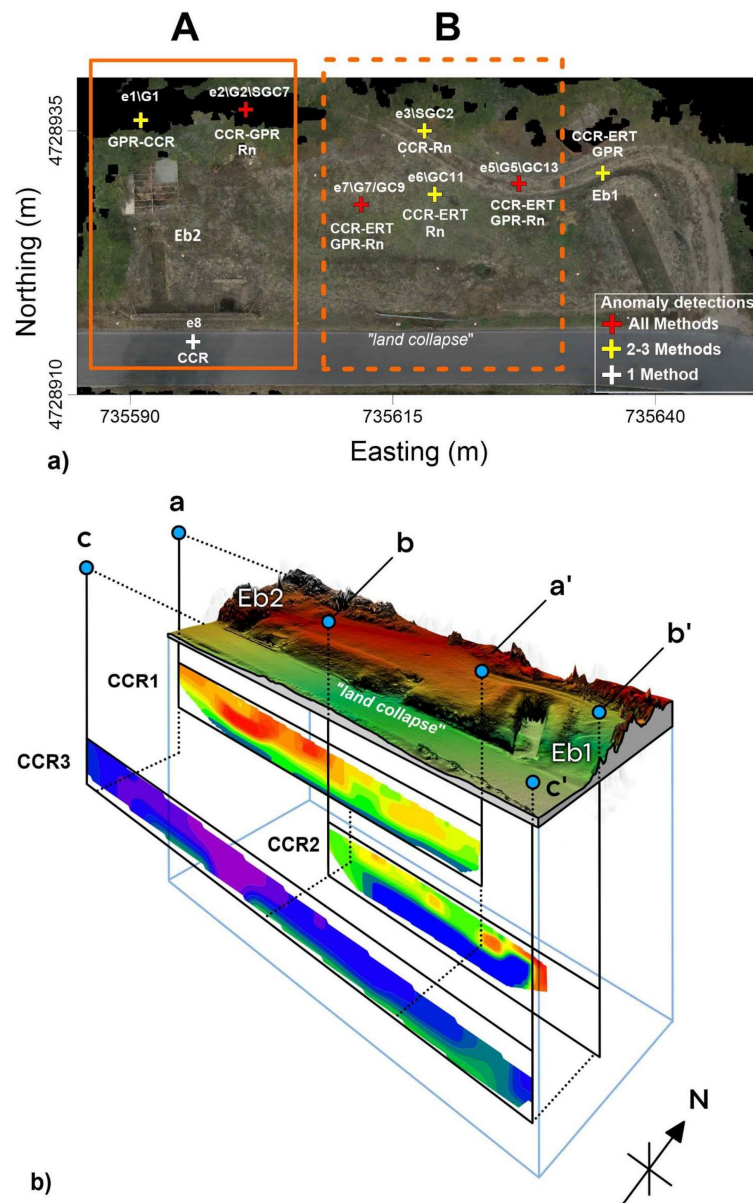 A
B
e1\G1
GPR-CCR
e2\G2\SGC7
CCR-GPR
Rn
e3\SGC2
CCR-Rn
CCR-ERT
GPR
Eb1
e7\G7/GC9
CCR-ERT
GPR-Rn
e6\GC11
CCR-ERT
Rn
e5\G5\GC13
CCR-ERT
GPR-Rn
Eb2
e8
CCR
"land collapse"
Anomaly detections
All Methods
2-3 Methods
1 Method
4728935
4728910
Northing (m)
735590
735615
735640
Easting (m)
a)
a
c
b
a'
b'
Eb2
"land collapse"
Eb1
c'
CCR1
CCR3
CCR2
N
b)